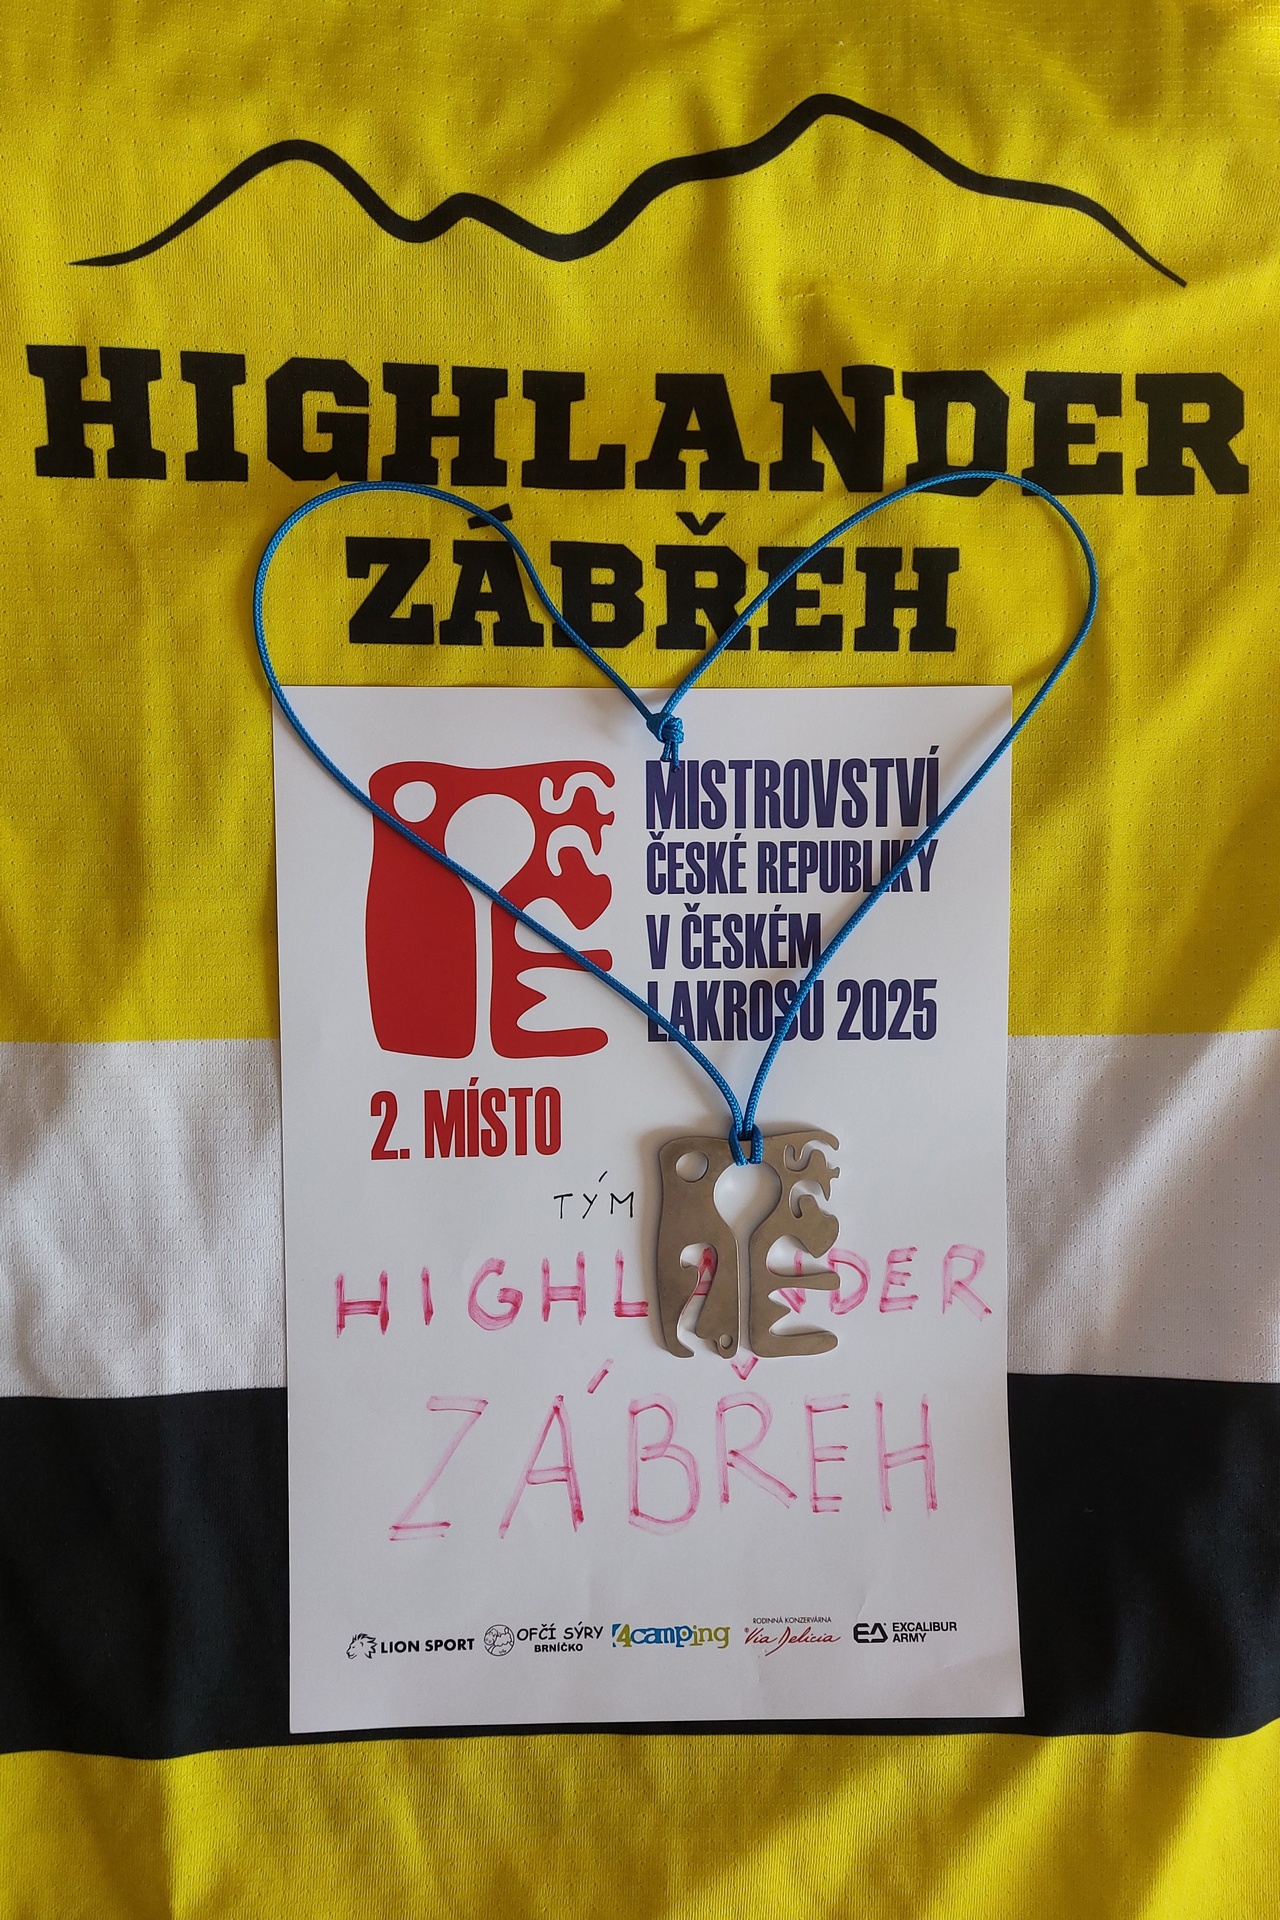 HIGHLANDER
ZÁBŘEH
MISTROVSTVÍ
ČESKÉ REPUBLIKY
V ČESKÉM
LAKROSU 2025
2. MÍSTO
TÝM
HIGHLANDER
ZÁBŘEH
LION SPORT
OFČÍ SÝRY
BRNÍČKO
4camping
RODINNÁ KONZERVÁRNA
Via Delicia
EA EXCALIBUR
ARMY